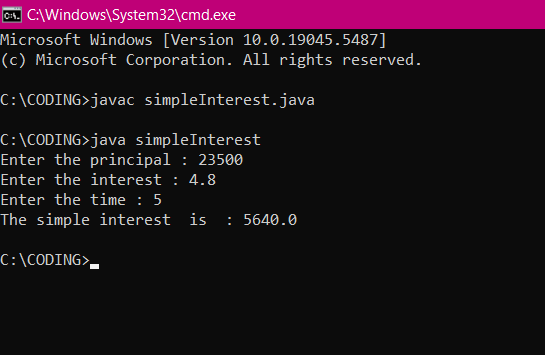 C:\Windows\System32\cmd.exe
Microsoft Windows [Version 10.0.19045.5487]
(c) Microsoft Corporation. All rights reserved.
C:\CODING>javac simpleInterest.java
C:\CODING>java simpleInterest
Enter the principal : 23500
Enter the interest : 4.8
Enter the time : 5
The simple interest  is  : 5640.0
C:\CODING>